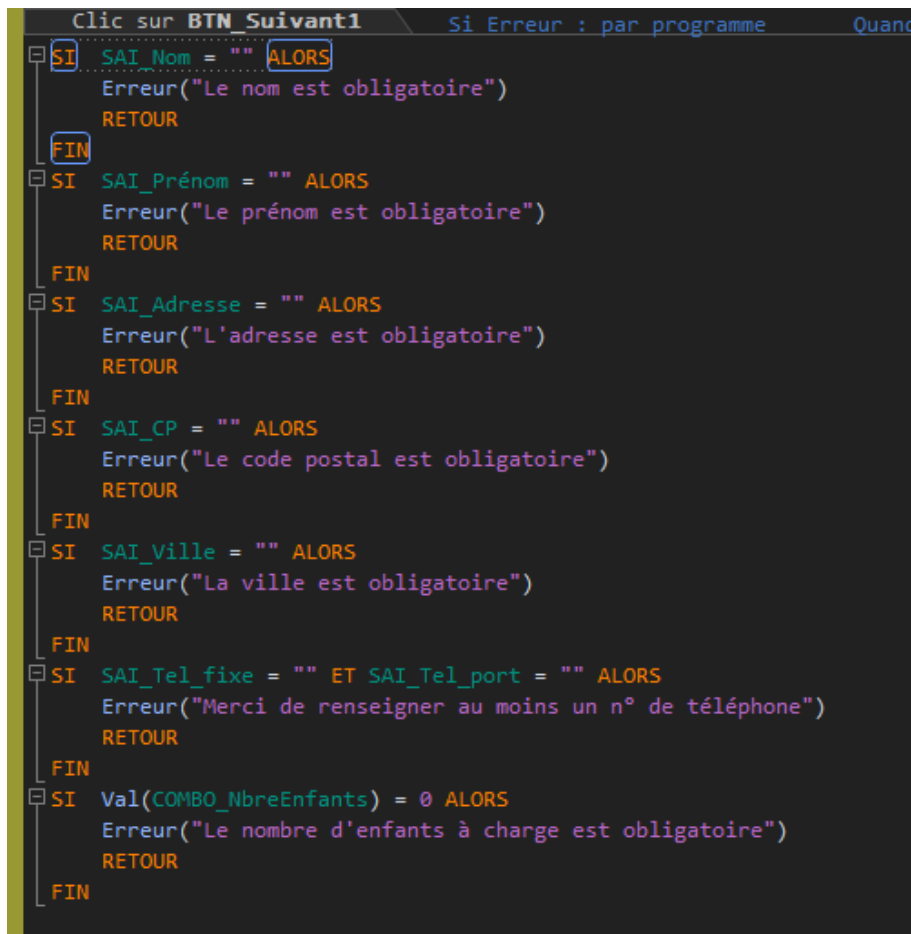 Clic sur BTN_Suivant1 Si Erreur : par programme Quand
SI SAI_Nom = "" ALORS
Erreur("Le nom est obligatoire")
RETOUR
FIN
SI SAI_Prénom = "" ALORS
Erreur("Le prénom est obligatoire")
RETOUR
FIN
SI SAI_Adresse = "" ALORS
Erreur("L'adresse est obligatoire")
RETOUR
FIN
SI SAI_CP = "" ALORS
Erreur("Le code postal est obligatoire")
RETOUR
FIN
SI SAI_Ville = "" ALORS
Erreur("La ville est obligatoire")
RETOUR
FIN
SI SAI_Tel_fixe = "" ET SAI_Tel_port = "" ALORS
Erreur("Merci de renseigner au moins un n° de téléphone")
RETOUR
FIN
SI Val(COMBO_NbreEnfants) = 0 ALORS
Erreur("Le nombre d'enfants à charge est obligatoire")
RETOUR
FIN